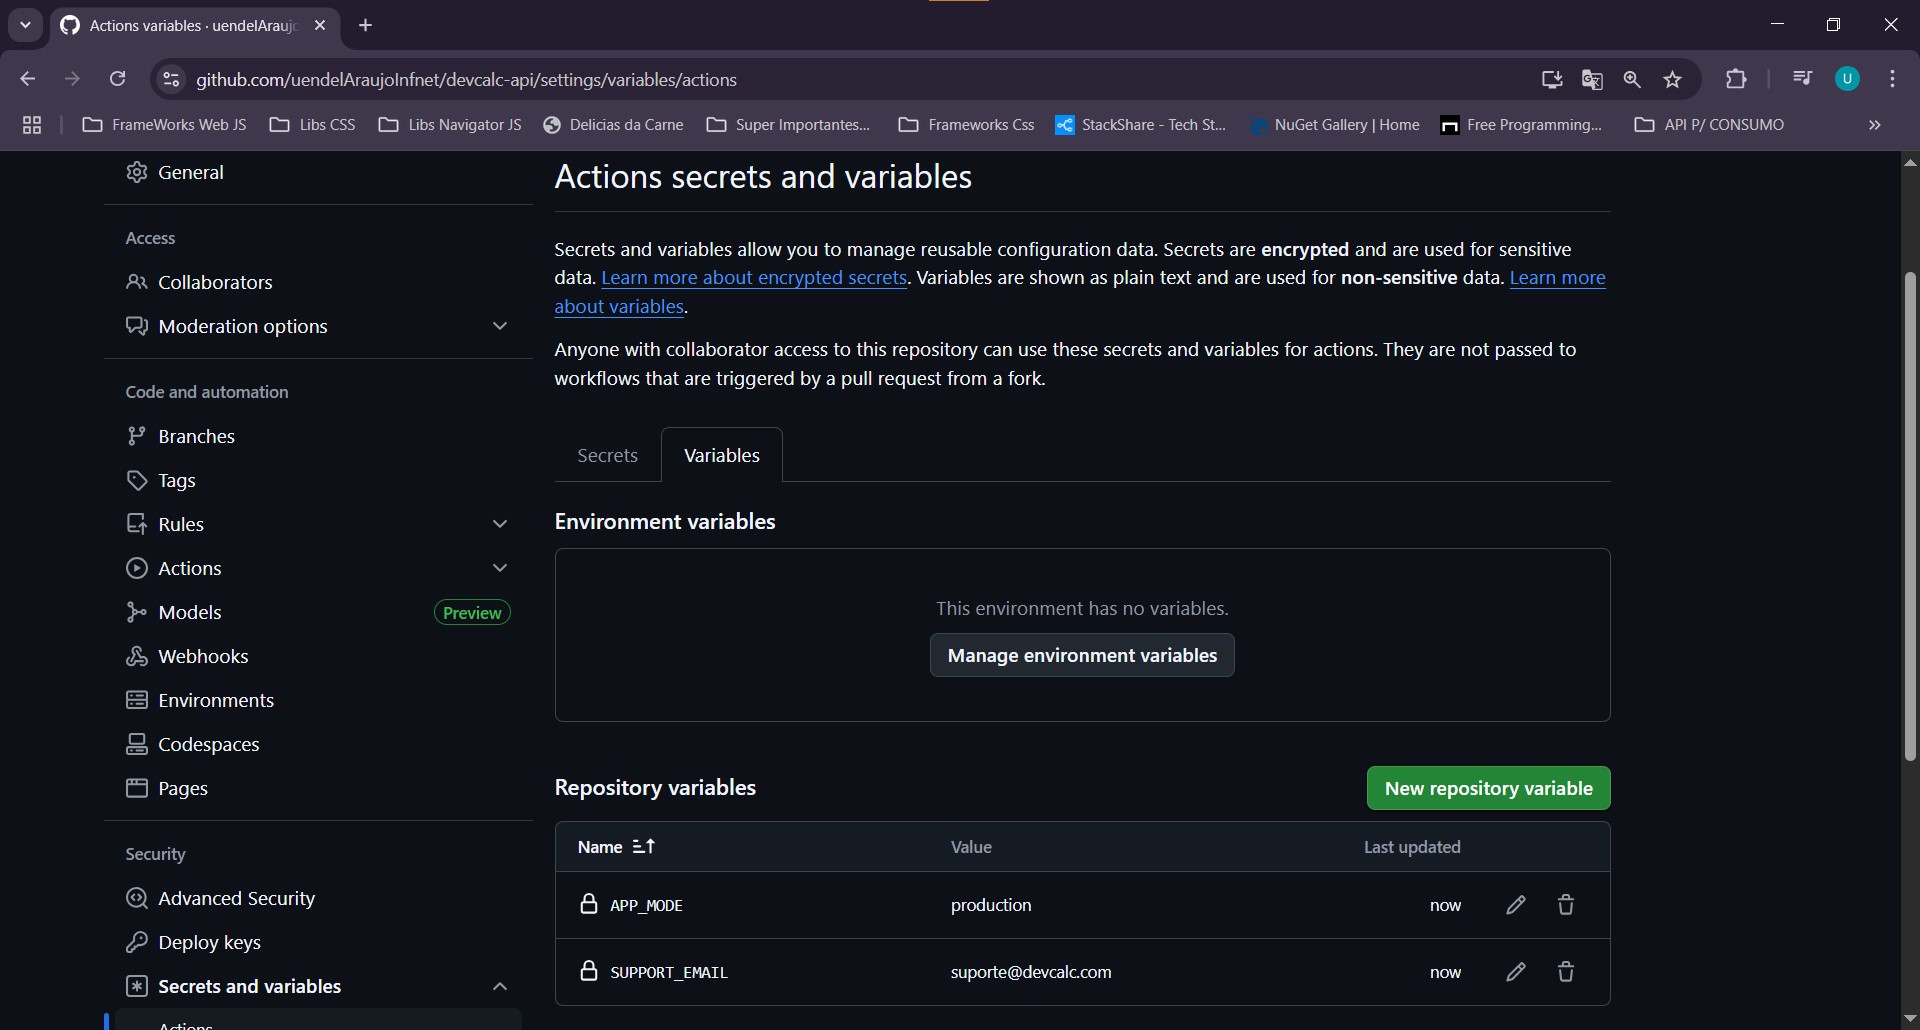 Actions variables · uendelArauj
github.com/uendelAraujoInfnet/devcalc-api/settings/variables/actions
U
FrameWorks Web JS
Libs CSS
Libs Navigator JS
Delicias da Carne
Super Importantes...
Frameworks Css
StackShare - Tech St...
NuGet Gallery | Home
Free Programming...
API P/ CONSUMO
»
General
Access
Collaborators
Moderation options
Code and automation
Branches
Tags
Rules
Actions
Models
Preview
Webhooks
Environments
Codespaces
Pages
Security
Advanced Security
Deploy keys
Secrets and variables
Actions
Actions secrets and variables
Secrets and variables allow you to manage reusable configuration data. Secrets are encrypted and are used for sensitive
data. Learn more about encrypted secrets. Variables are shown as plain text and are used for non-sensitive data. Learn more
about variables.
Anyone with collaborator access to this repository can use these secrets and variables for actions. They are not passed to
workflows that are triggered by a pull request from a fork.
Secrets
Variables
Environment variables
This environment has no variables.
Manage environment variables
Repository variables
New repository variable
Name
Value
Last updated
APP_MODE
production
now
SUPPORT_EMAIL
suporte@devcalc.com
now